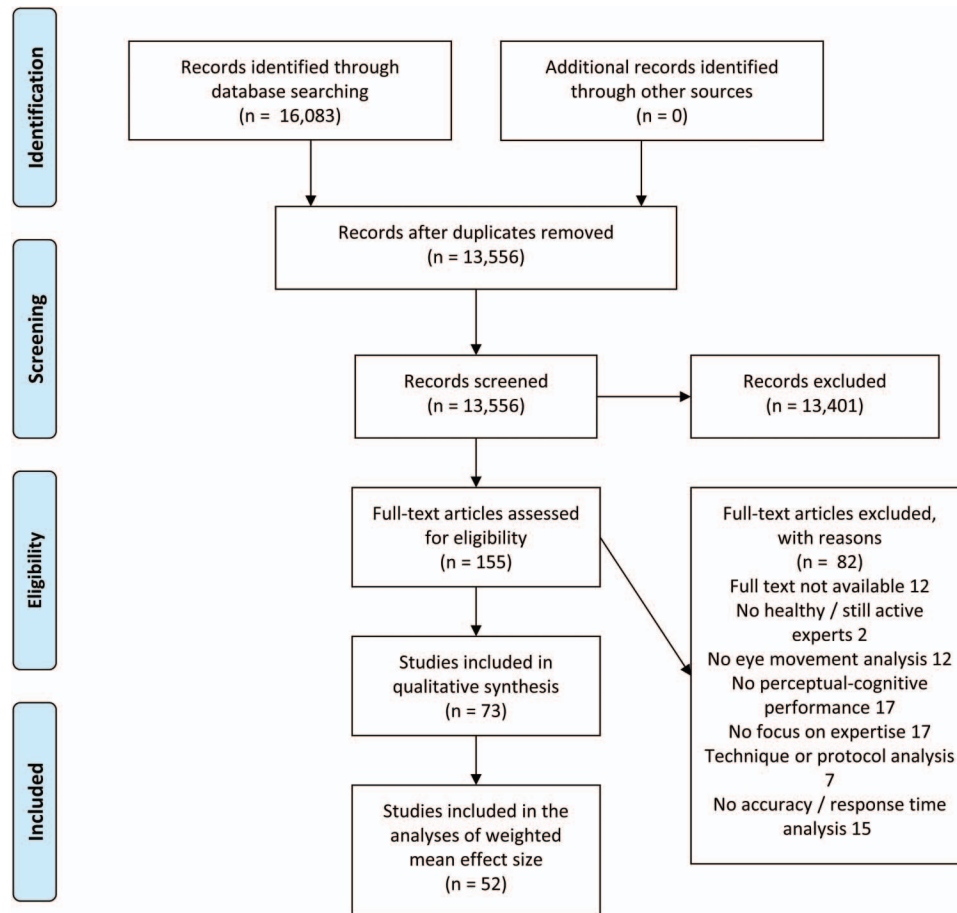 Identification
Records identified through
database searching
(n =  16,083)
Additional records identified
through other sources
(n = 0)
Records after duplicates removed
(n = 13,556)
Screening
Records screened
(n = 13,556)
Records excluded
(n = 13,401)
Eligibility
Full-text articles assessed
for eligibility
(n = 155)
Full-text articles excluded,
with reasons
(n =  82)
Full text not available 12
No healthy / still active
experts 2
No eye movement analysis 12
No perceptual-cognitive
performance 17
No focus on expertise 17
Technique or protocol analysis
7
No accuracy / response time
analysis 15
Studies included in
qualitative synthesis
(n = 73)
Included
Studies included in the
analyses of weighted
mean effect size
(n = 52)